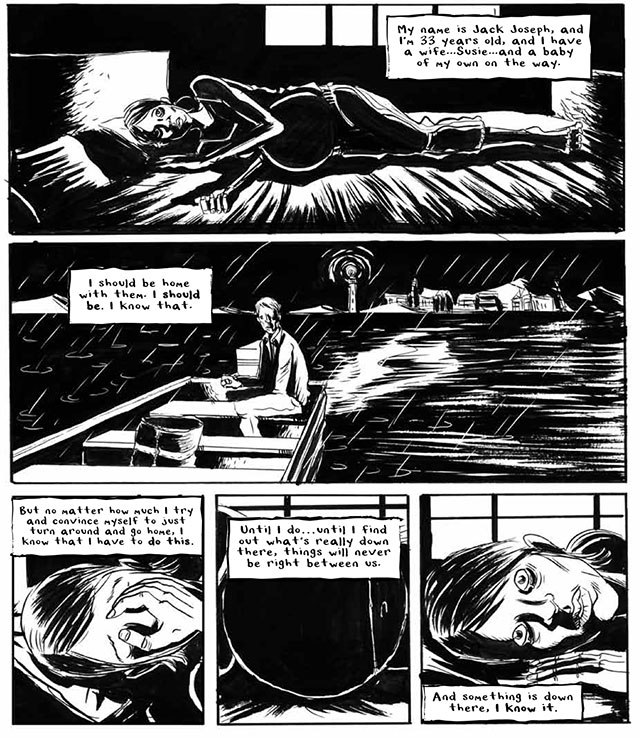 My name is Jack Joseph, and
I'm 33 years old, and I have
a wife...Susie...and a baby
of my own on the way.
I should be home
with them. I should
be. I know that.
But no matter how much I try
and convince myself to just
turn around and go home, I
know that I have to do this.
Until I do...until I find
out what's really down
there, things will never
be right between us.
And something is down
there, I know it.